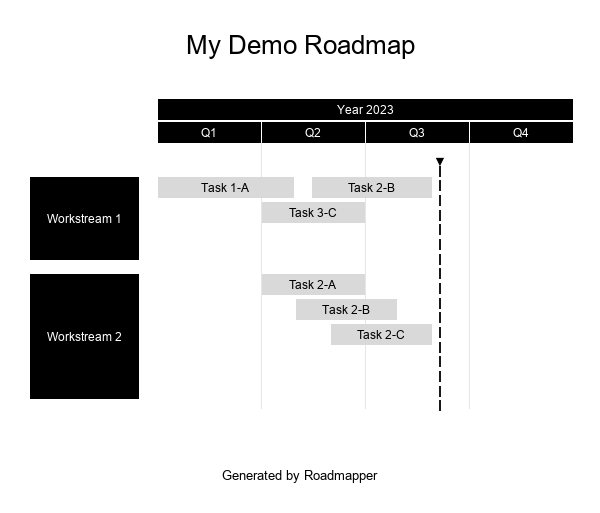 My Demo Roadmap
Year 2023
Q1 Q2 Q3 Q4
Workstream 1
Task 1-A Task 2-B
Task 3-C
Workstream 2
Task 2-A
Task 2-B
Task 2-C
Generated by Roadmapper